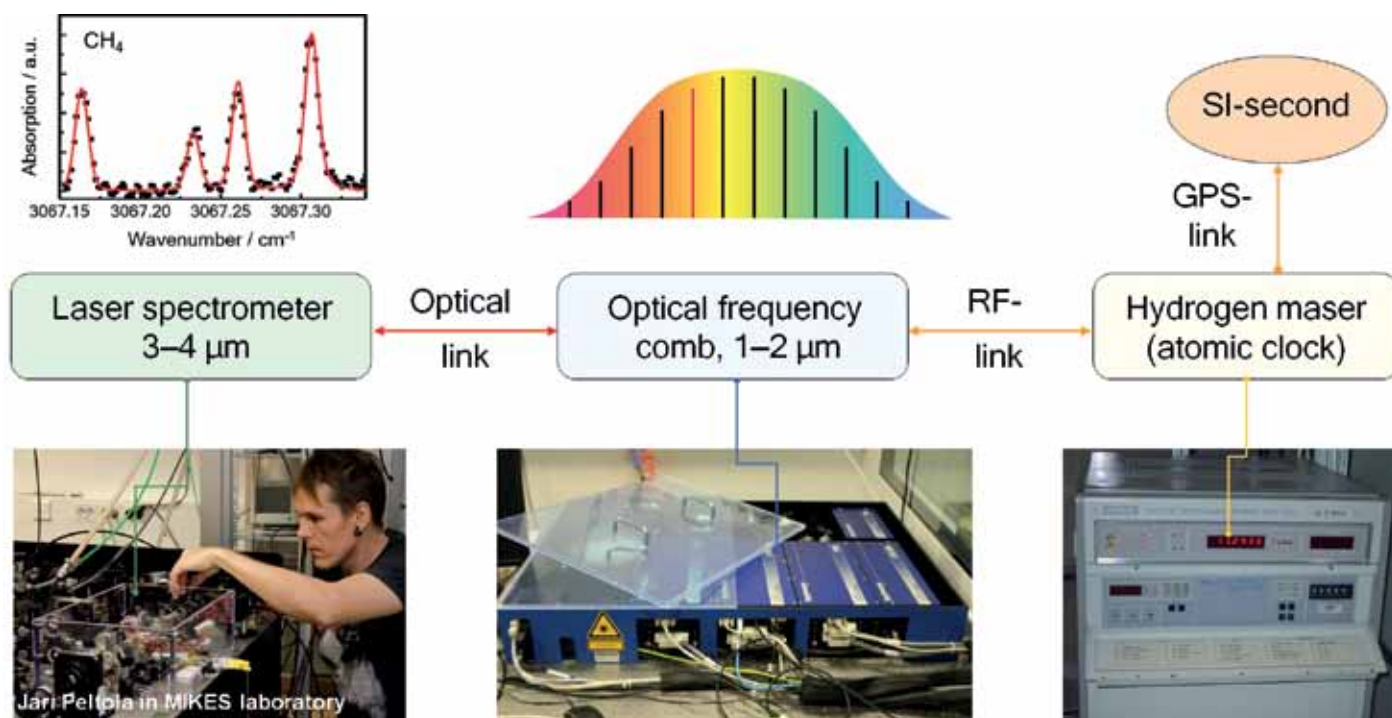 CH₄
Absorption / a.u.
3067.15 3067.20 3067.25 3067.30
Wavenumber / cm⁻¹
SI-second
GPS-
link
Laser spectrometer
3–4 µm
Optical
link
Optical frequency
comb, 1–2 µm
RF-
link
Hydrogen maser
(atomic clock)
Jari Peltola in MIKES laboratory